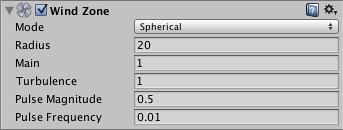 Wind Zone
Mode Spherical
Radius 20
Main 1
Turbulence 1
Pulse Magnitude 0.5
Pulse Frequency 0.01